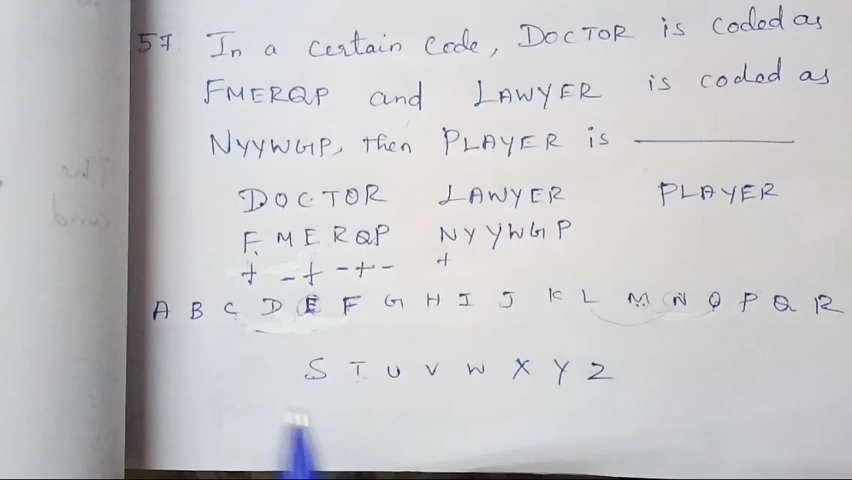 57. In a certain code, DOCTOR is coded as
FMERQP and LAWYER is coded as
NYYWGP, then PLAYER is ________
DOCTOR LAWYER PLAYER
FMERQP NYYWGP
+ - + - + - +
A B C D E F G H I J K L M N O P Q R
S T U V W X Y Z